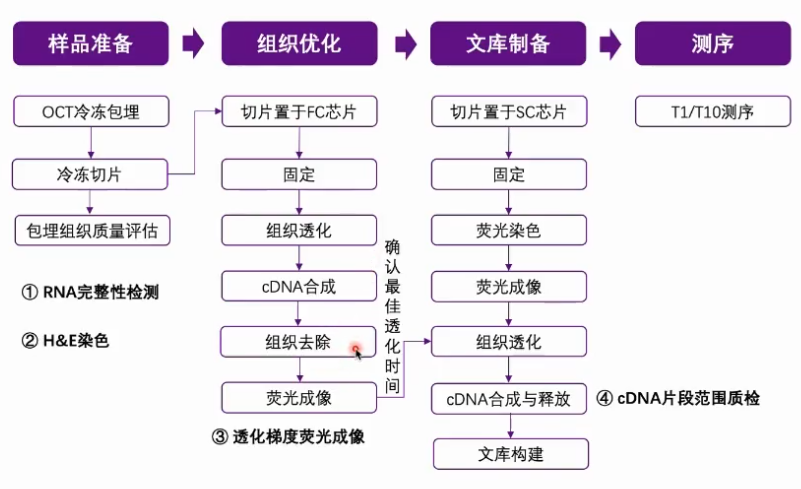 样品准备
组织优化
文库制备
测序
OCT冷冻包埋
冷冻切片
包埋组织质量评估
① RNA完整性检测
② H&E染色
切片置于FC芯片
固定
组织透化
cDNA合成
组织去除
荧光成像
③ 透化梯度荧光成像
确认最佳透化时间
切片置于SC芯片
固定
荧光染色
荧光成像
组织透化
cDNA合成与释放
文库构建
④ cDNA片段范围质检
T1/T10测序